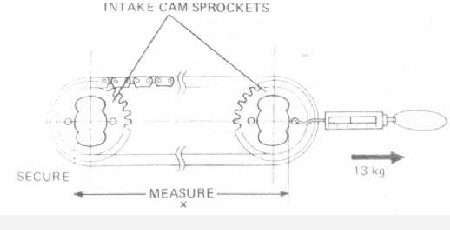 INTAKE CAM SPROCKETS
SECURE
13 kg
MEASURE
x